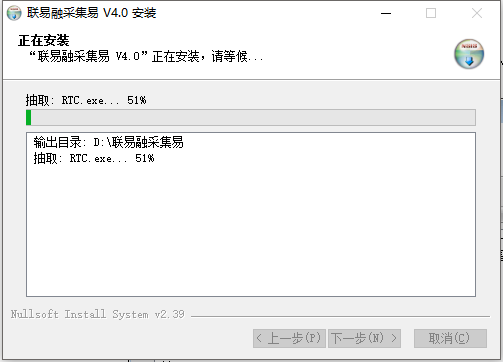 联易融采集易 V4.0 安装
正在安装
“联易融采集易 V4.0”正在安装，请等候...
抽取: RTC.exe... 51%
输出目录: D:\联易融采集易
抽取: RTC.exe... 51%
Nullsoft Install System v2.39
< 上一步(P) 下一步(N) > 取消(C)